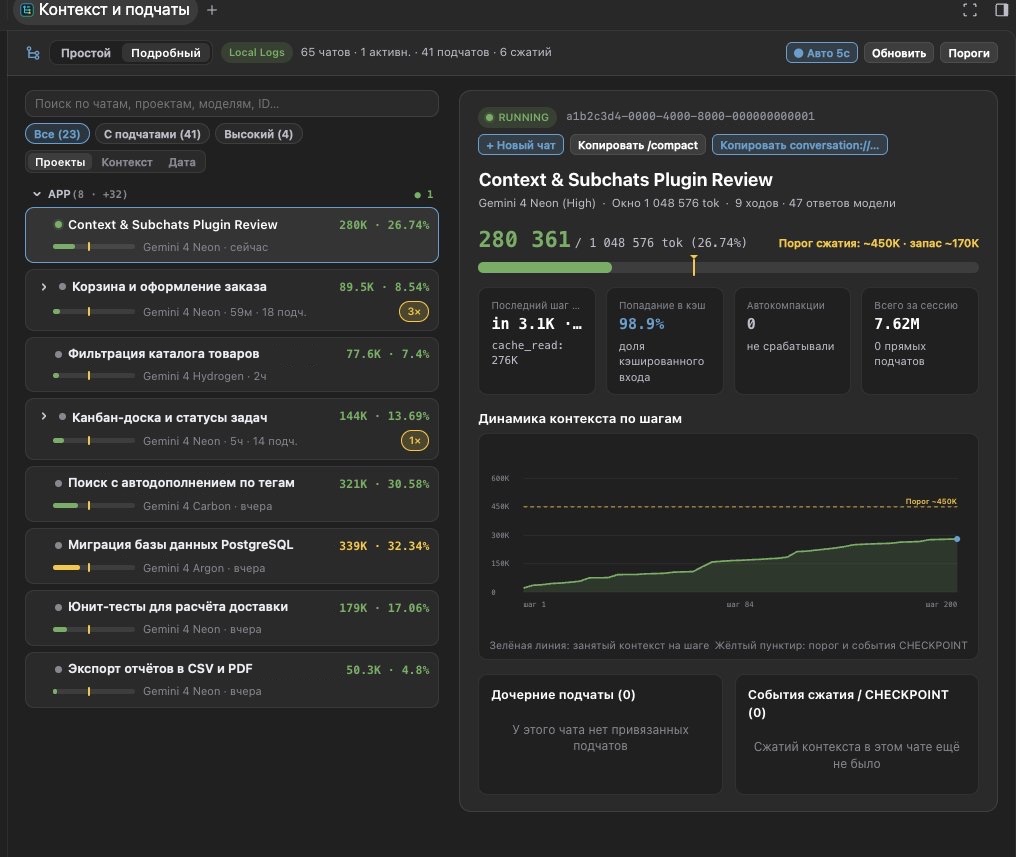 Контекст и подчаты +
Простой Подробный Local Logs 65 чатов · 1 активн. · 41 подчатов · 6 сжатий Авто 5с Обновить Пороги
Поиск по чатам, проектам, моделям, ID...
Все (23) С подчатами (41) Высокий (4)
Проекты Контекст Дата
APP (8 · +32) 1
Context & Subchats Plugin Review 280K · 26.74%
Gemini 4 Neon · сейчас
Корзина и оформление заказа 89.5K · 8.54%
Gemini 4 Neon · 59м · 18 подч. 3×
Фильтрация каталога товаров 77.6K · 7.4%
Gemini 4 Hydrogen · 2ч
Канбан-доска и статусы задач 144K · 13.69%
Gemini 4 Neon · 5ч · 14 подч. 1×
Поиск с автодополнением по тегам 321K · 30.58%
Gemini 4 Carbon · вчера
Миграция базы данных PostgreSQL 339K · 32.34%
Gemini 4 Argon · вчера
Юнит-тесты для расчёта доставки 179K · 17.06%
Gemini 4 Neon · вчера
Экспорт отчётов в CSV и PDF 50.3K · 4.8%
Gemini 4 Neon · вчера
RUNNING a1b2c3d4-0000-4000-8000-000000000001
+ Новый чат Копировать /compact Копировать conversation://...
Context & Subchats Plugin Review
Gemini 4 Neon (High) · Окно 1 048 576 tok · 9 ходов · 47 ответов модели
280 361 / 1 048 576 tok (26.74%) Порог сжатия: ~450K · запас ~170K
Последний шаг ...
in 3.1K ·...
cache_read:
276K
Попадание в кэш
98.9%
доля
кэшированного
входа
Автокомпакции
0
не срабатывали
Всего за сессию
7.62M
0 прямых
подчатов
Динамика контекста по шагам
600K
Порог ~450K
450K
300K
150K
0
шаг 1 шаг 84 шаг 200
Зелёная линия: занятый контекст на шаге Жёлтый пунктир: порог и события CHECKPOINT
Дочерние подчаты (0)
У этого чата нет привязанных
подчатов
События сжатия / CHECKPOINT
(0)
Сжатий контекста в этом чате ещё
не было